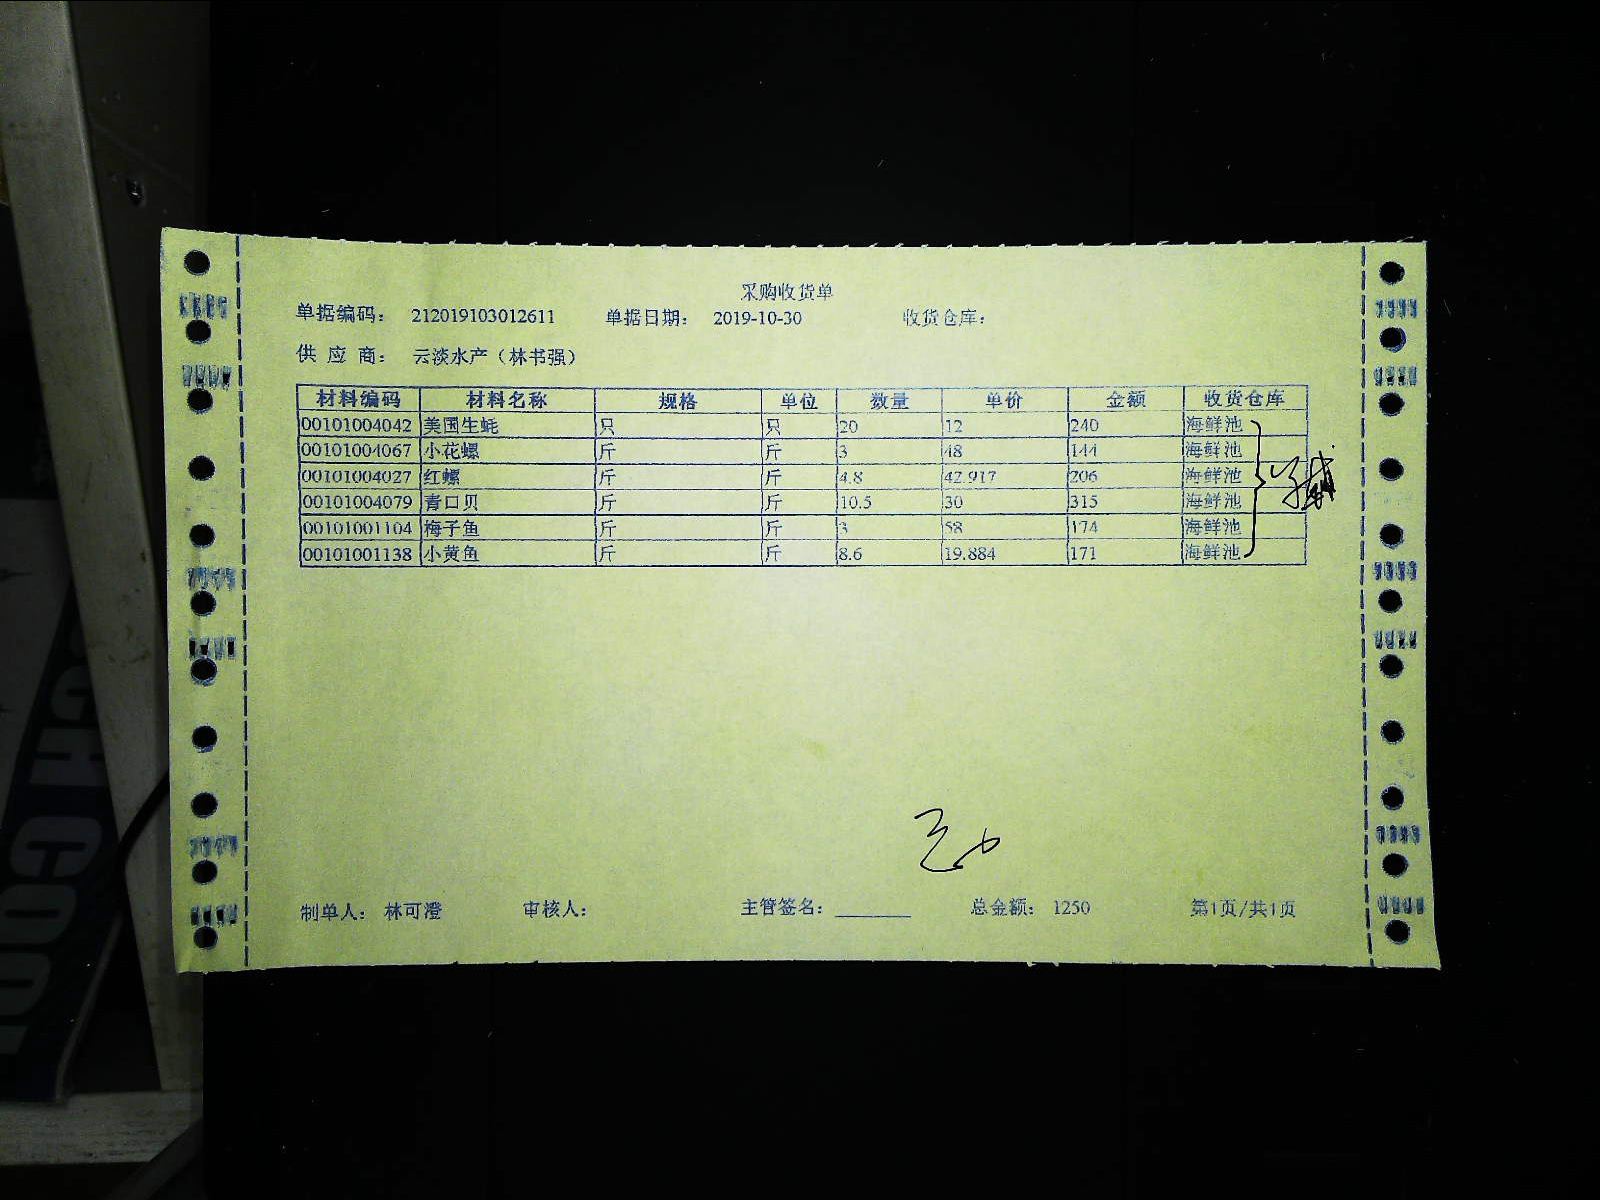 采购收货单
单据编码： 212019103012611 单据日期： 2019-10-30 收货仓库：
供 应 商： 云淡水产（林书强）
材料编码 材料名称 规格 单位 数量 单价 金额 收货仓库
00101004042 美国生蚝 只 只 20 12 240 海鲜池
00101004067 小花螺 斤 斤 3 48 144 海鲜池
00101004027 红螺 斤 斤 4.8 42.917 206 海鲜池
00101004079 青口贝 斤 斤 10.5 30 315 海鲜池
00101001104 梅子鱼 斤 斤 3 58 174 海鲜池
00101001138 小黄鱼 斤 斤 8.6 19.884 171 海鲜池
制单人： 林可澄 审核人： 主管签名：________ 总金额： 1250 第1页/共1页